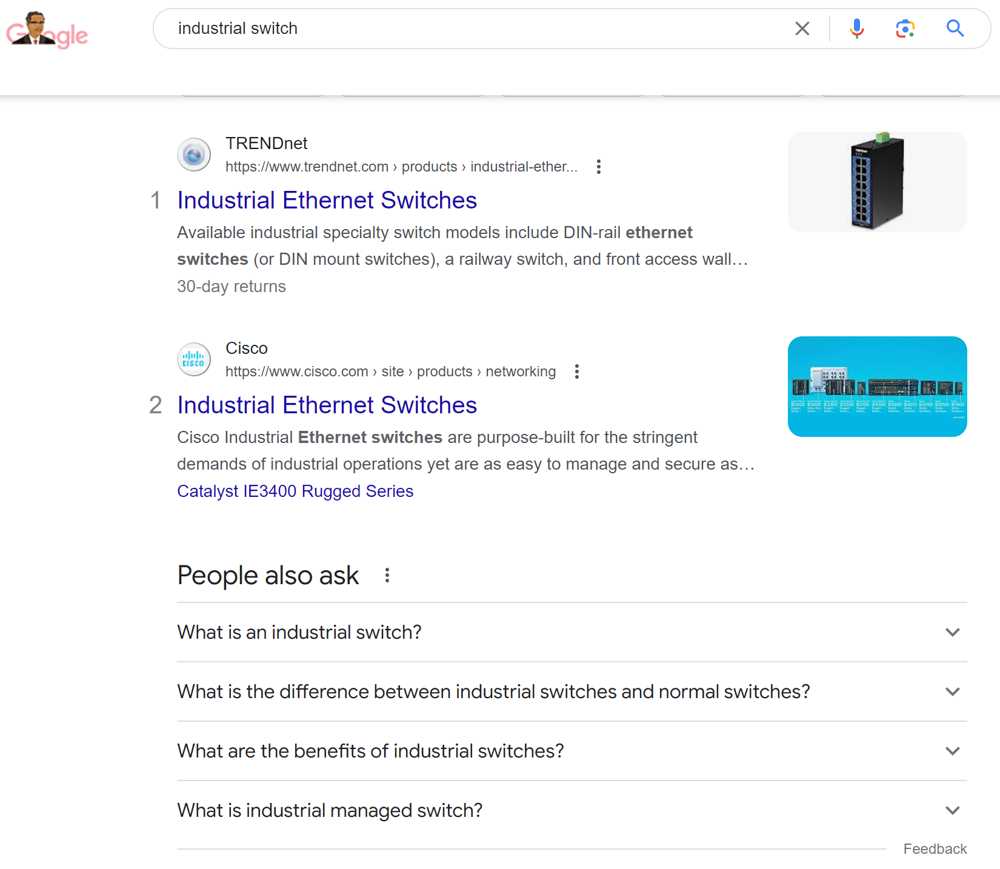 Google
industrial switch
TRENDnet
https://www.trendnet.com › products › industrial-ether...
1 Industrial Ethernet Switches
Available industrial specialty switch models include DIN-rail ethernet
switches (or DIN mount switches), a railway switch, and front access wall…
30-day returns
Cisco
CISCO
https://www.cisco.com › site › products › networking
2 Industrial Ethernet Switches
Cisco Industrial Ethernet switches are purpose-built for the stringent
demands of industrial operations yet are as easy to manage and secure as…
Catalyst IE3400 Rugged Series
People also ask
What is an industrial switch?
What is the difference between industrial switches and normal switches?
What are the benefits of industrial switches?
What is industrial managed switch?
Feedback